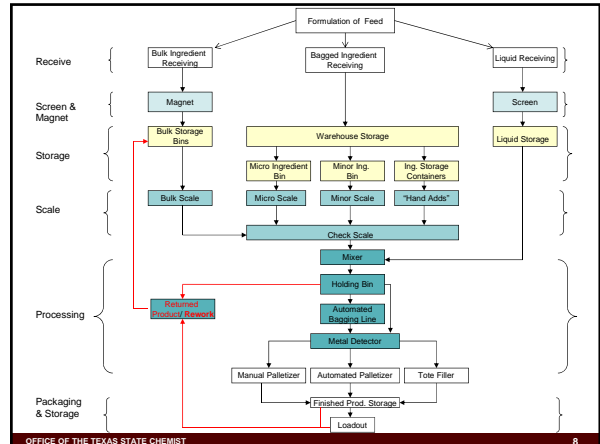 Formulation of Feed
Receive
Bulk Ingredient
Receiving
Bagged Ingredient
Receiving
Liquid Receiving
Screen &
Magnet
Magnet
Screen
Storage
Bulk Storage
Bins
Warehouse Storage
Liquid Storage
Micro Ingredient
Bin
Minor Ing.
Bin
Ing. Storage
Containers
Scale
Bulk Scale
Micro Scale
Minor Scale
"Hand Adds"
Check Scale
Processing
Mixer
Holding Bin
Returned
Product/ Rework
Automated
Bagging Line
Metal Detector
Manual Palletizer
Automated Palletizer
Tote Filler
Packaging
& Storage
Finished Prod. Storage
Loadout
OFFICE OF THE TEXAS STATE CHEMIST
8